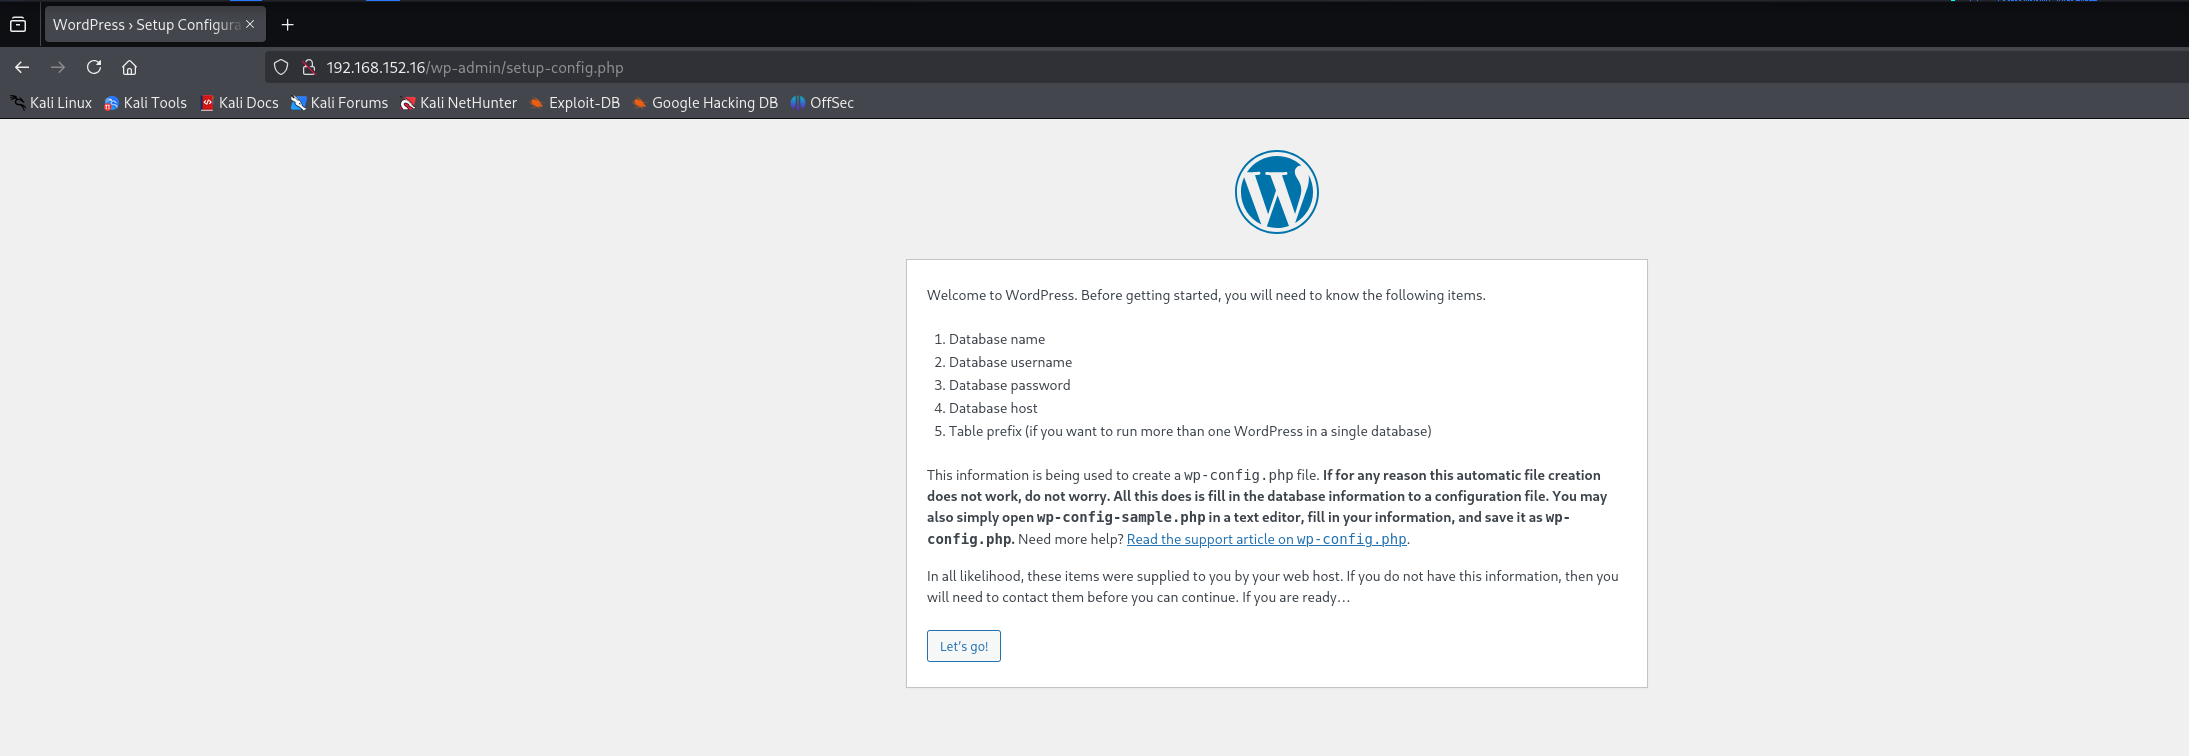 WordPress › Setup Configura
192.168.152.16/wp-admin/setup-config.php
Kali Linux Kali Tools Kali Docs Kali Forums Kali NetHunter Exploit-DB Google Hacking DB OffSec
Welcome to WordPress. Before getting started, you will need to know the following items.
1. Database name
2. Database username
3. Database password
4. Database host
5. Table prefix (if you want to run more than one WordPress in a single database)
This information is being used to create a wp-config.php file. If for any reason this automatic file creation
does not work, do not worry. All this does is fill in the database information to a configuration file. You may
also simply open wp-config-sample.php in a text editor, fill in your information, and save it as wp-
config.php. Need more help? Read the support article on wp-config.php.
In all likelihood, these items were supplied to you by your web host. If you do not have this information, then you
will need to contact them before you can continue. If you are ready…
Let’s go!